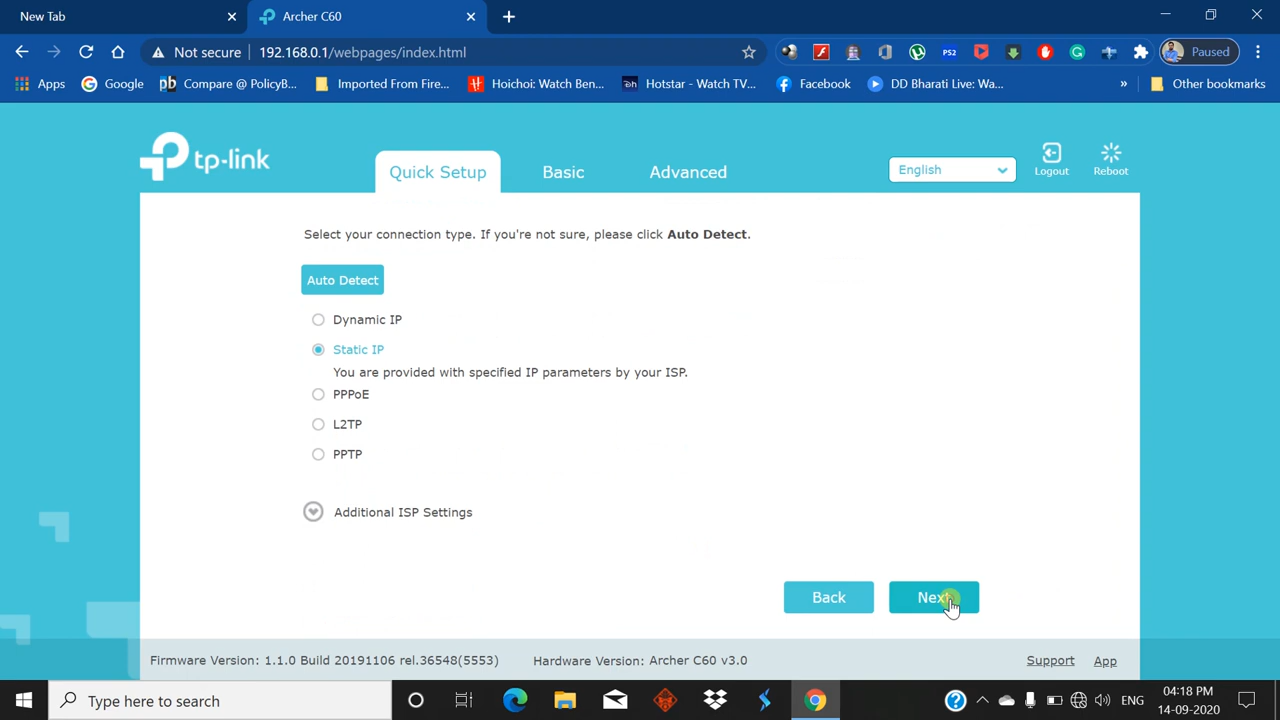 New Tab
Archer C60
Not secure 192.168.0.1/webpages/index.html
PS2
Paused
Apps
Google
pb Compare @ PolicyB...
Imported From Fire...
Hoichoi: Watch Ben...
Hotstar - Watch TV...
Facebook
DD Bharati Live: Wa...
Other bookmarks
tp-link
Quick Setup
Basic
Advanced
English
Logout
Reboot
Select your connection type. If you're not sure, please click Auto Detect.
Auto Detect
Dynamic IP
Static IP
You are provided with specified IP parameters by your ISP.
PPPoE
L2TP
PPTP
Additional ISP Settings
Back
Next
Firmware Version: 1.1.0 Build 20191106 rel.36548(5553)
Hardware Version: Archer C60 v3.0
Support
App
Type here to search
ENG
04:18 PM
14-09-2020